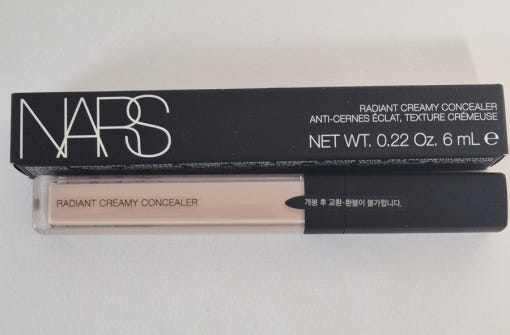 NARS
RADIANT CREAMY CONCEALER
ANTI-CERNES ÉCLAT, TEXTURE CRÉMEUSE
NET WT. 0.22 Oz. 6 mL ℮
RADIANT CREAMY CONCEALER
개봉 후 교환·환불이 불가합니다.